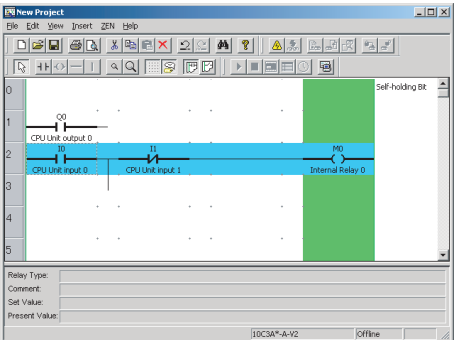 New Project
File Edit View Insert ZEN Help
0 Self-holding Bit
1 Q0
CPU Unit output 0
2 I0 I1 M0
CPU Unit input 0 CPU Unit input 1 Internal Relay 0
3
4
5
Relay Type:
Comment:
Set Value:
Present Value:
10C3A*-A-V2 Offline